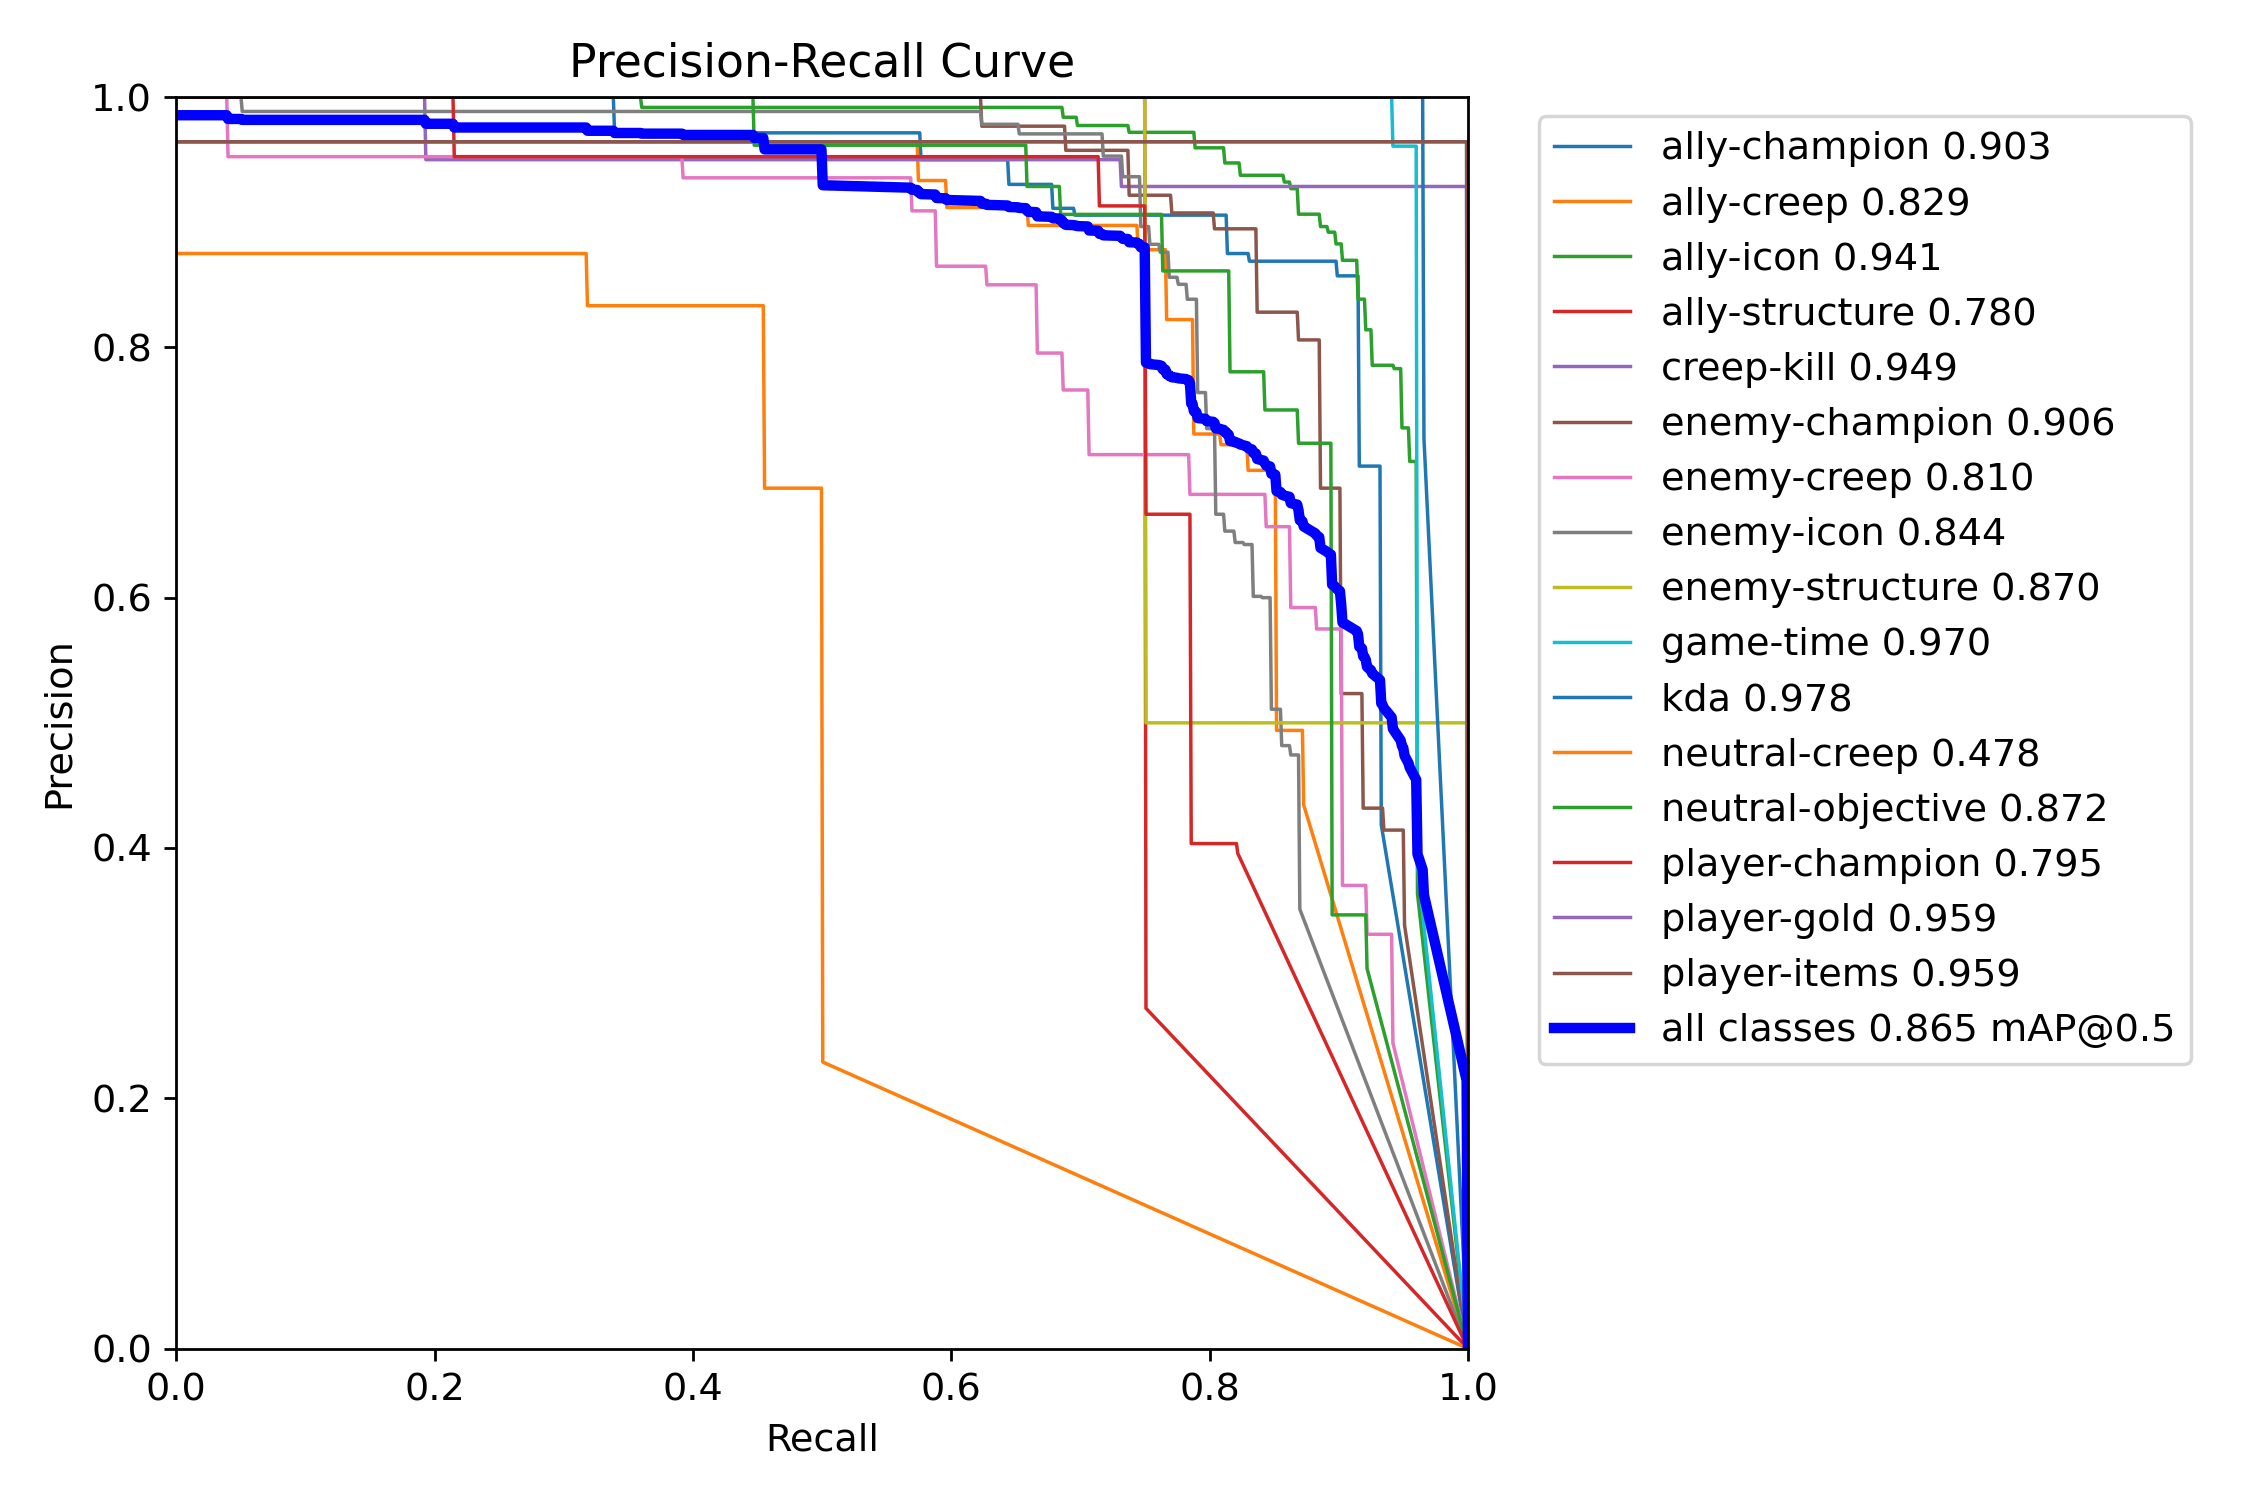 Precision-Recall Curve
1.0
0.8
0.6
0.4
0.2
0.0
Precision
0.0 0.2 0.4 0.6 0.8 1.0
Recall
ally-champion 0.903
ally-creep 0.829
ally-icon 0.941
ally-structure 0.780
creep-kill 0.949
enemy-champion 0.906
enemy-creep 0.810
enemy-icon 0.844
enemy-structure 0.870
game-time 0.970
kda 0.978
neutral-creep 0.478
neutral-objective 0.872
player-champion 0.795
player-gold 0.959
player-items 0.959
all classes 0.865 mAP@0.5